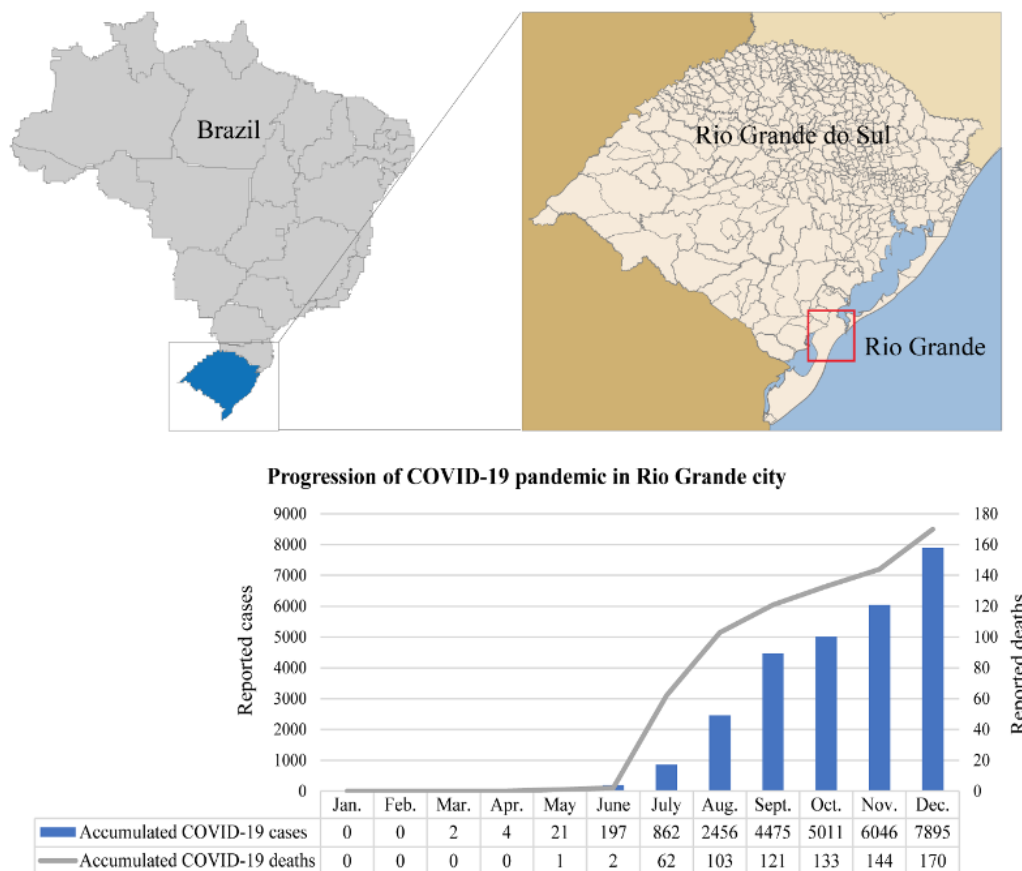 Brazil
Rio Grande do Sul
Rio Grande
Progression of COVID-19 pandemic in Rio Grande city
Reported cases
9000
8000
7000
6000
5000
4000
3000
2000
1000
0
180
160
140
120
100
80
60
40
20
0
Reported deaths
Jan. Feb. Mar. Apr. May June July Aug. Sept. Oct. Nov. Dec.
Accumulated COVID-19 cases 0 0 2 4 21 197 862 2456 4475 5011 6046 7895
Accumulated COVID-19 deaths 0 0 0 0 1 2 62 103 121 133 144 170